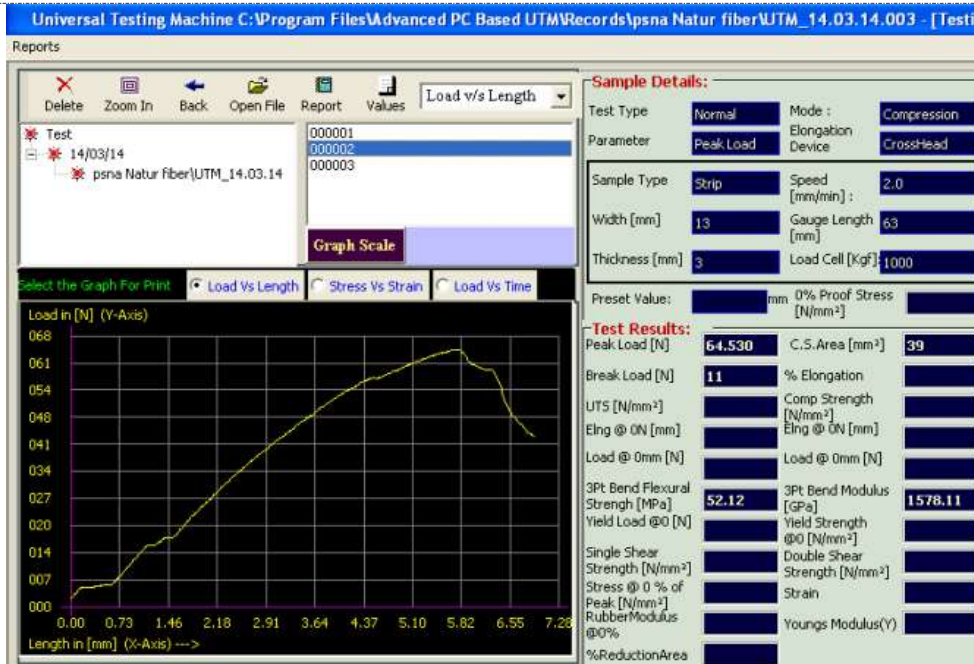 Universal Testing Machine C:\Program Files\Advanced PC Based UTM\Records\psna Natur fiber\UTM_14.03.14.003 - [Testi
Reports
Delete Zoom In Back Open File Report Values Load v/s Length
Test
14/03/14
psna Natur fiber\UTM_14.03.14
000001
000002
000003
Graph Scale
Select the Graph For Print Load Vs Length Stress Vs Strain Load Vs Time
Load in [N] (Y-Axis)
068
061
054
048
041
034
027
020
014
007
000
0.00 0.73 1.46 2.18 2.91 3.64 4.37 5.10 5.82 6.55 7.28
Length in [mm] (X-Axis) --->
Sample Details:
Test Type Normal Mode : Compression
Parameter Peak Load Elongation Device CrossHead
Sample Type Strip Speed [mm/min] : 2.0
Width [mm] 13 Gauge Length [mm] 63
Thickness [mm] 3 Load Cell [Kgf]: 1000
Preset Value: mm 0% Proof Stress [N/mm²]
Test Results:
Peak Load [N] 64.530 C.S.Area [mm²] 39
Break Load [N] 11 % Elongation
UTS [N/mm²] Comp Strength [N/mm²]
Elng @ 0N [mm] Elng @ 0N [mm]
Load @ 0mm [N] Load @ 0mm [N]
3Pt Bend Flexural Strengh [MPa] 52.12 3Pt Bend Modulus [GPa] 1578.11
Yield Load @0 [N] Yield Strength @0 [N/mm²]
Single Shear Strength [N/mm²] Double Shear Strength [N/mm²]
Stress @ 0 % of Peak [N/mm²] Strain
RubberModulus @0% Youngs Modulus(Y)
%ReductionArea